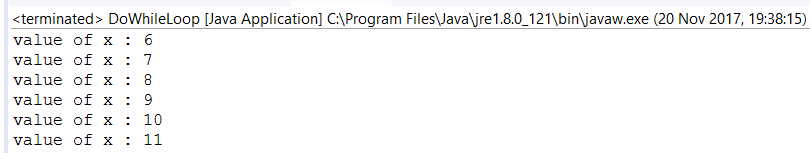 <terminated> DoWhileLoop [Java Application] C:\Program Files\Java\jre1.8.0_121\bin\javaw.exe (20 Nov 2017, 19:38:15)
value of x : 6
value of x : 7
value of x : 8
value of x : 9
value of x : 10
value of x : 11